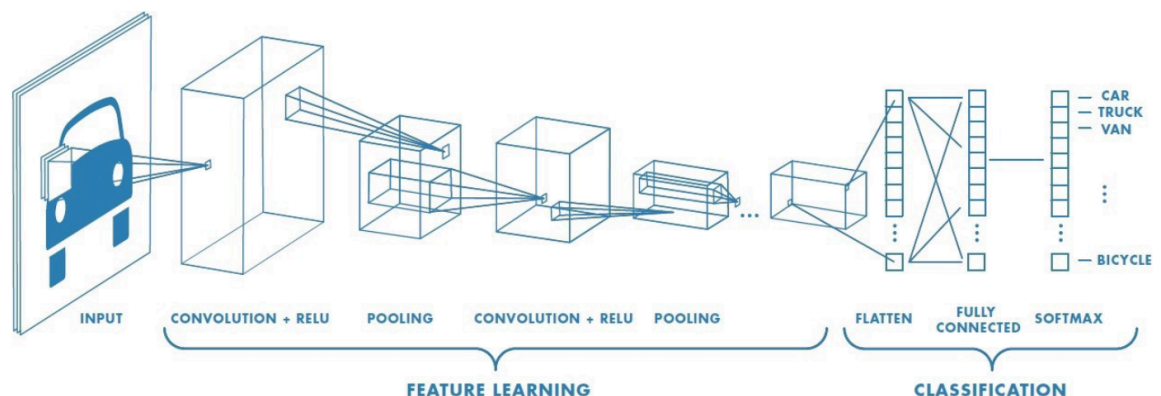 CAR
TRUCK
VAN
BICYCLE
INPUT
CONVOLUTION + RELU
POOLING
CONVOLUTION + RELU
POOLING
FLATTEN
FULLY
CONNECTED
SOFTMAX
FEATURE LEARNING
CLASSIFICATION